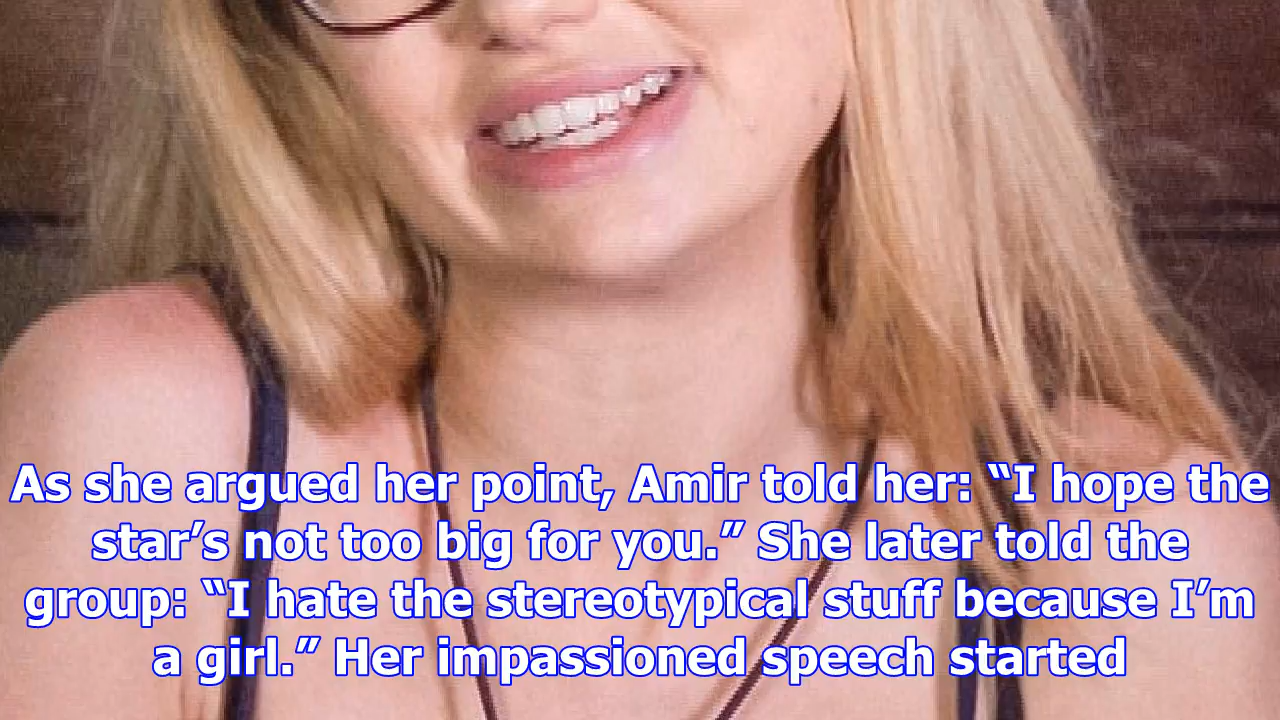 As she argued her point, Amir told her: “I hope the
star’s not too big for you.” She later told the
group: “I hate the stereotypical stuff because I’m
a girl.” Her impassioned speech started